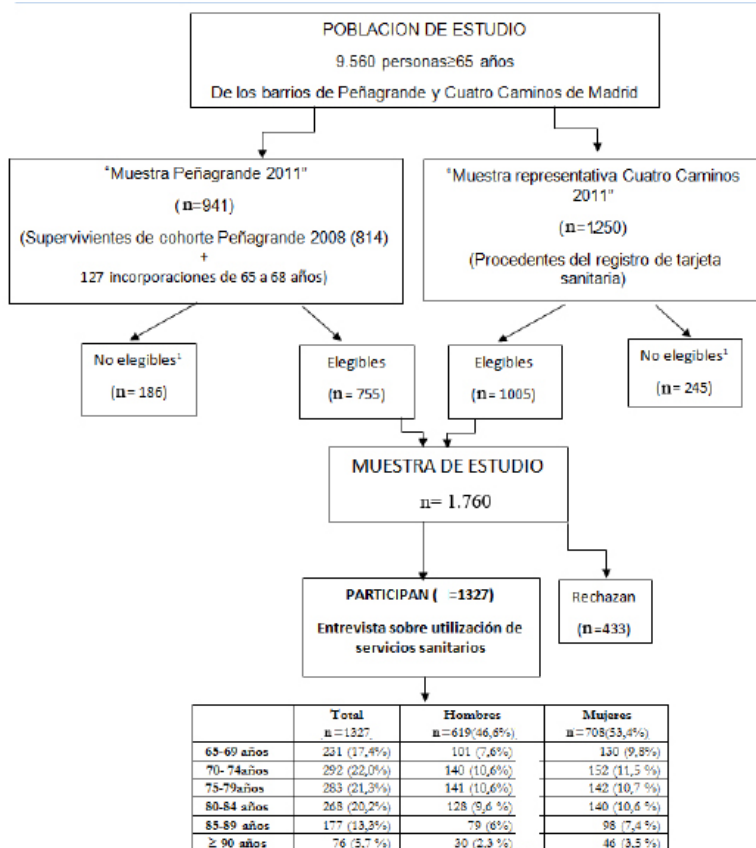 POBLACION DE ESTUDIO
9.560 personas≥65 años
De los barrios de Peñagrande y Cuatro Caminos de Madrid
"Muestra Peñagrande 2011"
(n=941)
(Supervivientes de cohorte Peñagrande 2008 (814)
+
127 incorporaciones de 65 a 68 años)
"Muestra representativa Cuatro Caminos
2011"
(n=1250)
(Procedentes del registro de tarjeta
sanitaria)
No elegibles¹
(n= 186)
Elegibles
(n= 755)
Elegibles
(n= 1005)
No elegibles¹
(n= 245)
MUESTRA DE ESTUDIO
n= 1.760
PARTICIPAN ( =1327)
Entrevista sobre utilización de
servicios sanitarios
Rechazan
(n=433)
Total Hombres Mujeres
n=1327 n=619(46,6%) n=708(53,4%)
65-69 años 231 (17,4%) 101 (7,6%) 130 (9,8%)
70- 74años 292 (22,0%) 140 (10,6%) 152 (11,5 %)
75-79años 283 (21,3%) 141 (10,6%) 142 (10,7 %)
80-84 años 268 (20,2%) 128 (9,6 %) 140 (10,6 %)
85-89 años 177 (13,3%) 79 (6%) 98 (7,4 %)
≥ 90 años 76 (5,7 %) 30 (2,3 %) 46 (3,5 %)